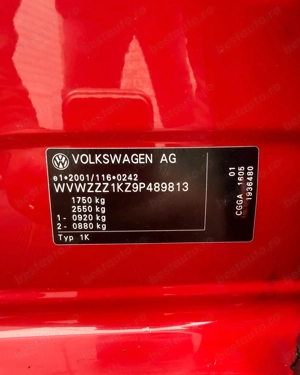 VOLKSWAGEN AG
e1*2001/116*0242
WVWZZZ1KZ9P489813
1750 kg
2550 kg
1- 0920 kg
2- 0880 kg
Typ 1K
01
CGGA 1605
1936480